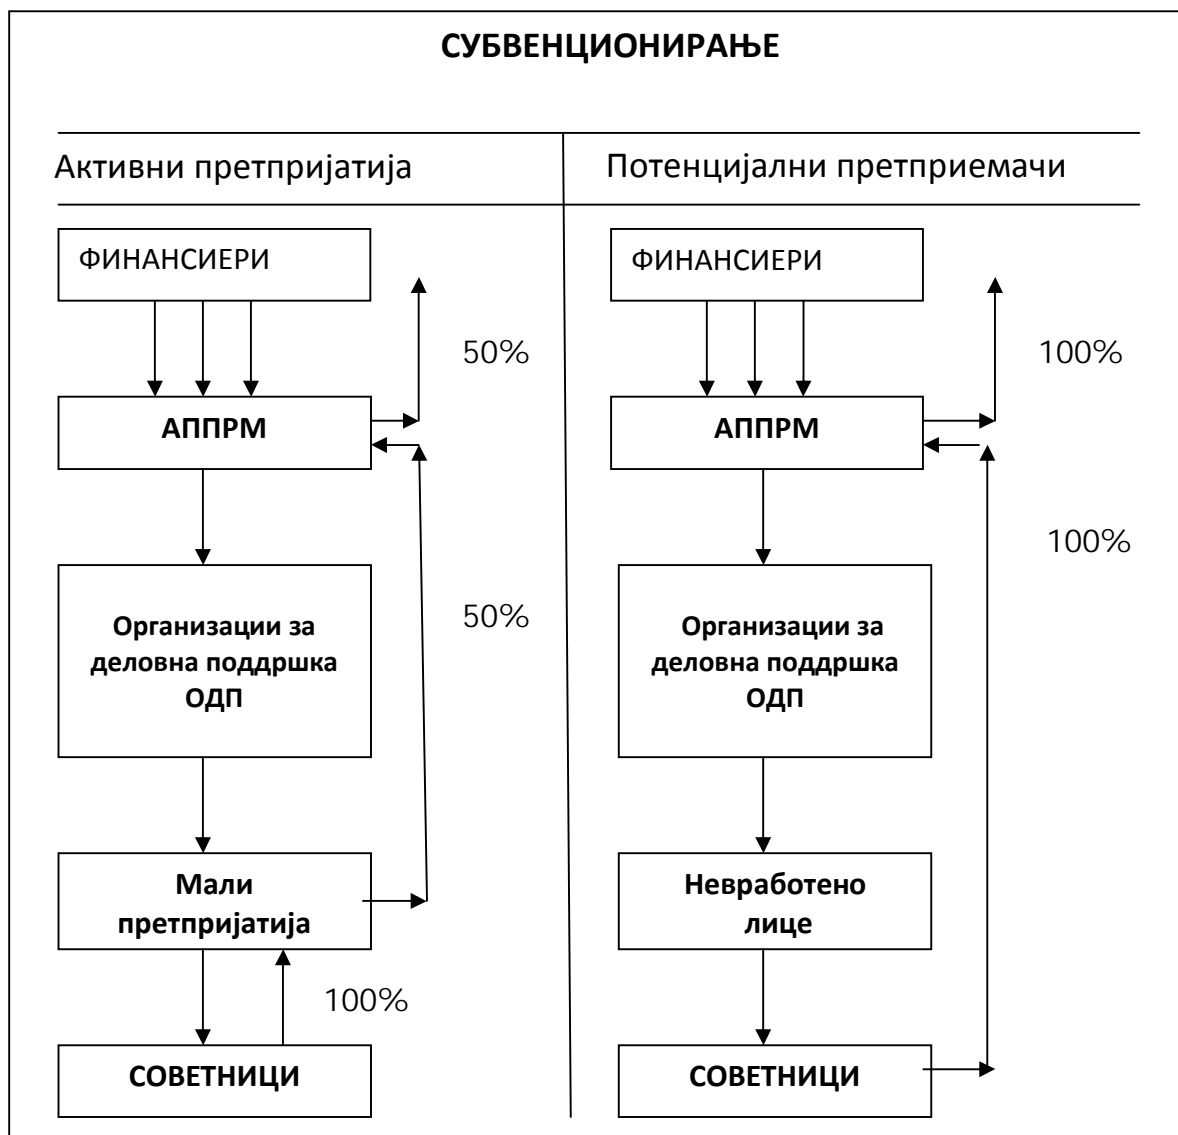 СУБВЕНЦИОНИРАЊЕ
Активни претпријатија
ФИНАНСИЕРИ
50%
АППРМ
Организации за
деловна поддршка
ОДП
50%
Мали
претпријатија
100%
СОВЕТНИЦИ
Потенцијални претприемачи
ФИНАНСИЕРИ
100%
АППРМ
100%
Организации за
деловна поддршка
ОДП
Невработено
лице
СОВЕТНИЦИ